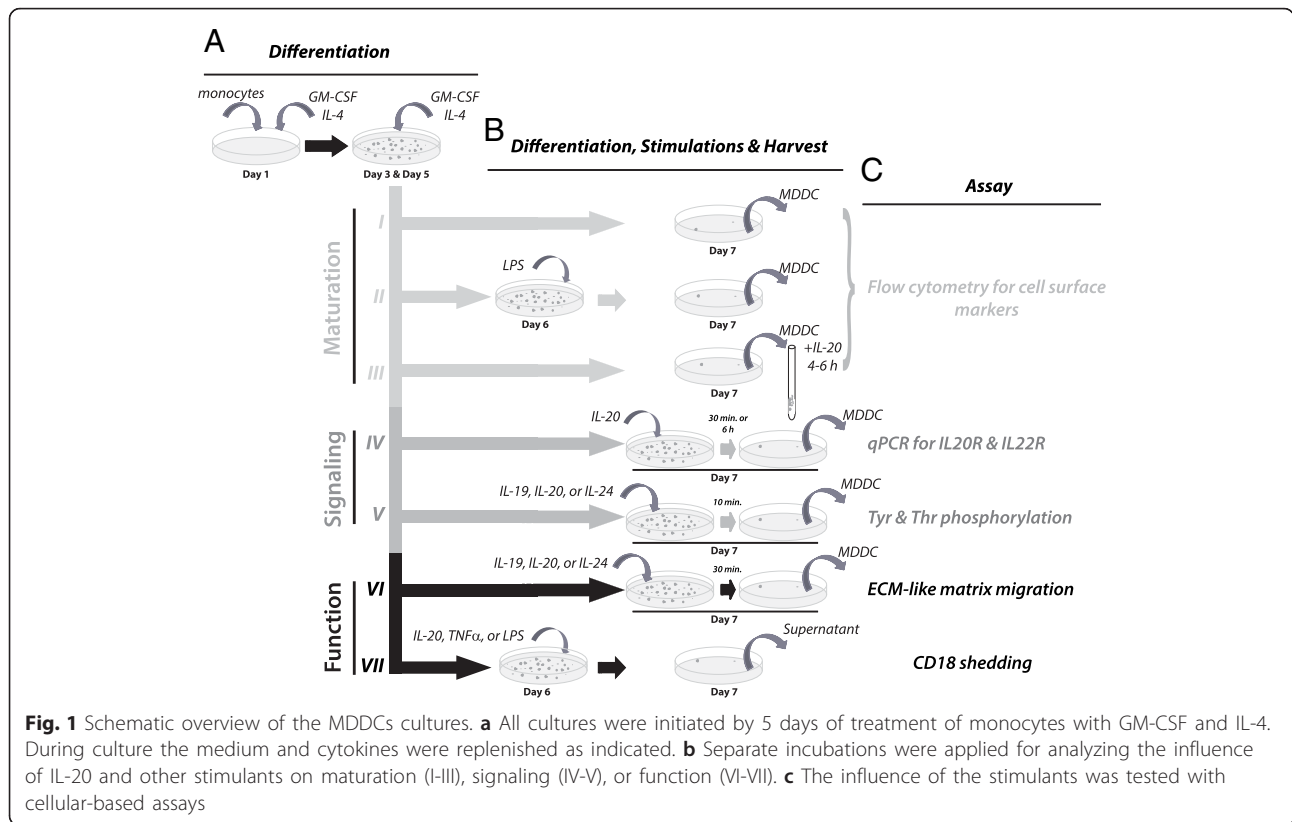 A
Differentiation
monocytes
GM-CSF
IL-4
GM-CSF
IL-4
Day 1
Day 3 & Day 5
B
Differentiation, Stimulations & Harvest
C
Assay
Maturation
I
MDDC
Day 7
II
LPS
Day 6
MDDC
Day 7
Flow cytometry for cell surface
markers
III
MDDC
+IL-20
4-6 h
Day 7
Signaling
IV
IL-20
30 min. or
6 h
MDDC
Day 7
qPCR for IL20R & IL22R
V
IL-19, IL-20, or IL-24
10 min.
MDDC
Day 7
Tyr & Thr phosphorylation
Function
VI
IL-19, IL-20, or IL-24
30 min.
MDDC
Day 7
ECM-like matrix migration
VII
IL-20, TNFα, or LPS
Day 6
Supernatant
Day 7
CD18 shedding
Fig. 1 Schematic overview of the MDDCs cultures. a All cultures were initiated by 5 days of treatment of monocytes with GM-CSF and IL-4.
During culture the medium and cytokines were replenished as indicated. b Separate incubations were applied for analyzing the influence
of IL-20 and other stimulants on maturation (I-III), signaling (IV-V), or function (VI-VII). c The influence of the stimulants was tested with
cellular-based assays